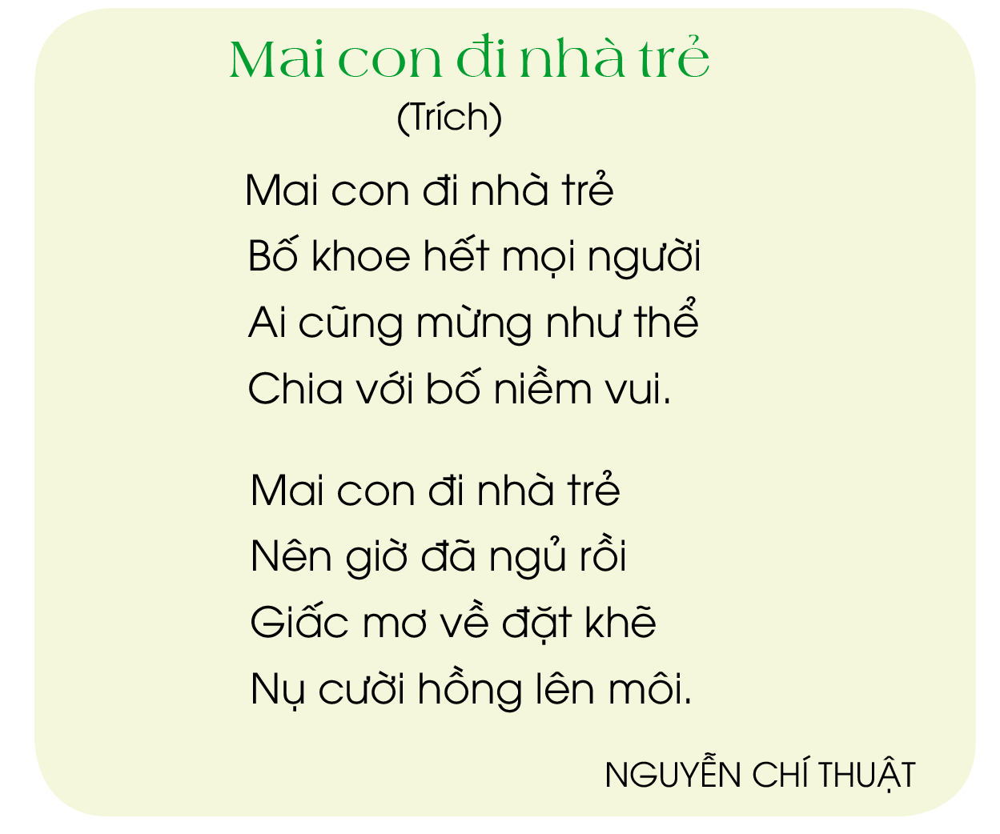 Mai con đi nhà trẻ
(Trích)
Mai con đi nhà trẻ
Bố khoe hết mọi người
Ai cũng mừng như thể
Chia với bố niềm vui.
Mai con đi nhà trẻ
Nên giờ đã ngủ rồi
Giấc mơ về đặt khẽ
Nụ cười hồng lên môi.
NGUYỄN CHÍ THUẬT